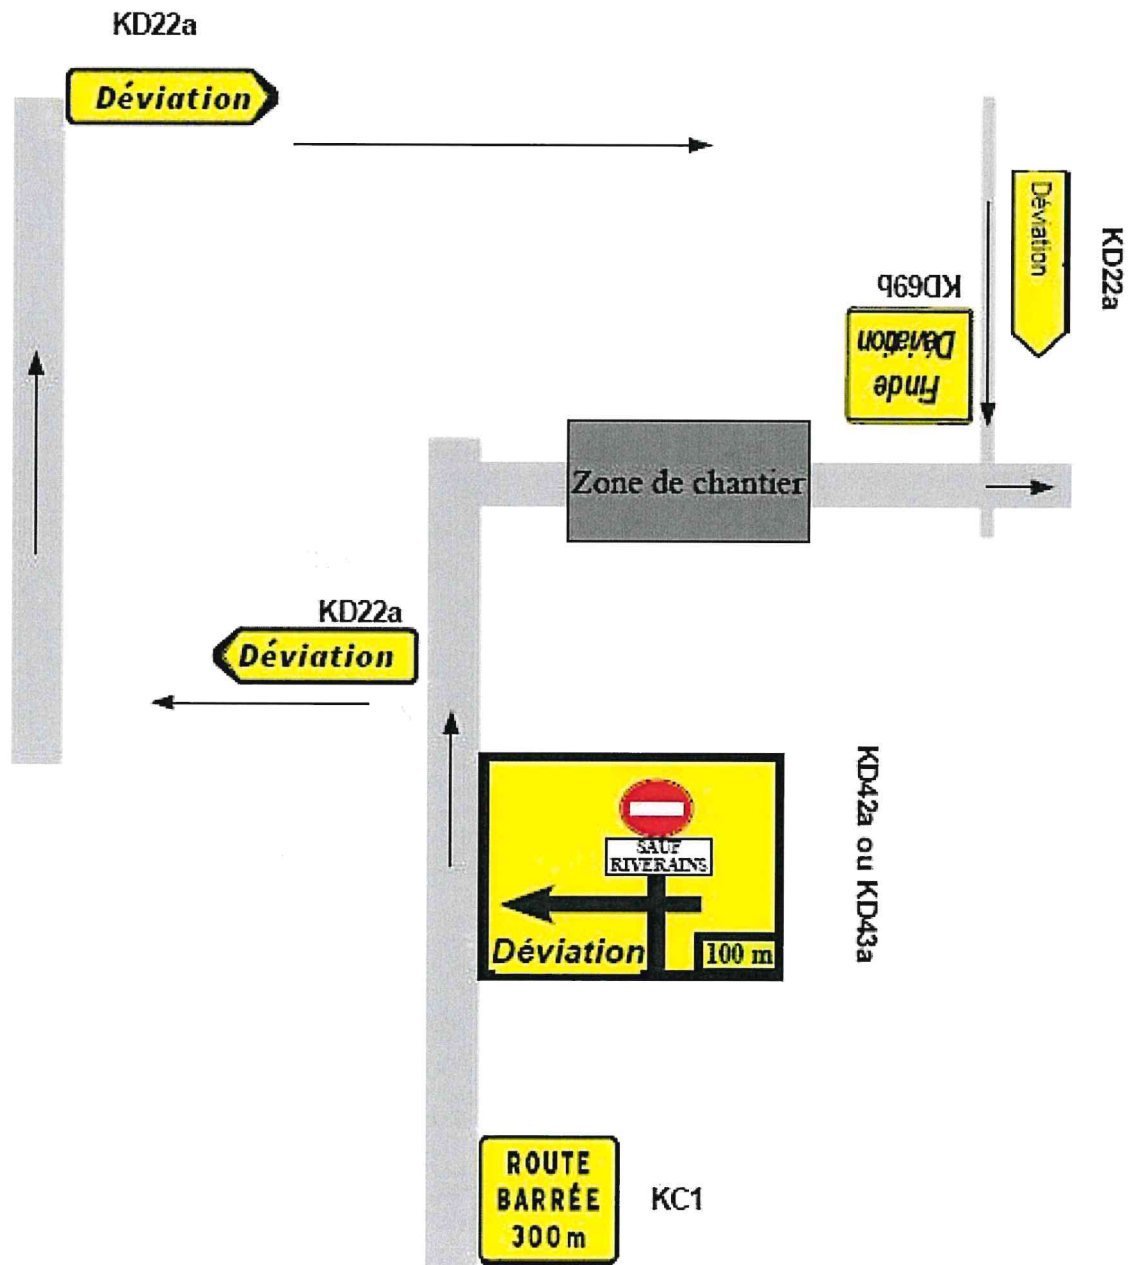 KD22a
Déviation
Déviation
KD22a
KD69b
Fin de
Déviation
Zone de chantier
KD22a
Déviation
SAUF
RIVERAINS
Déviation
100 m
KD42a ou KD43a
ROUTE
BARRÉE
300 m
KC1